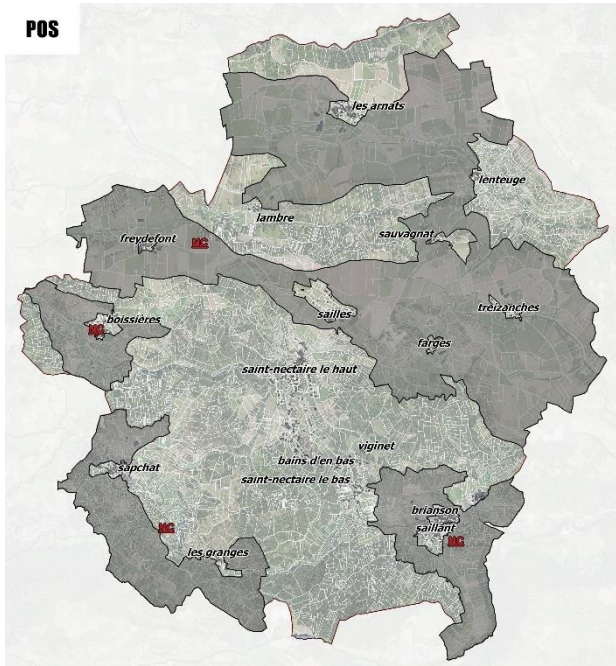 POS
les arnats
lenteuge
lambre
sauvagnat
freydefont
NC
treizanches
boissières
NC
sailles
farges
saint-nectaire le haut
viginet
bains d'en bas
sapchat
saint-nectaire le bas
brianson
saillant
NC
NC
les granges